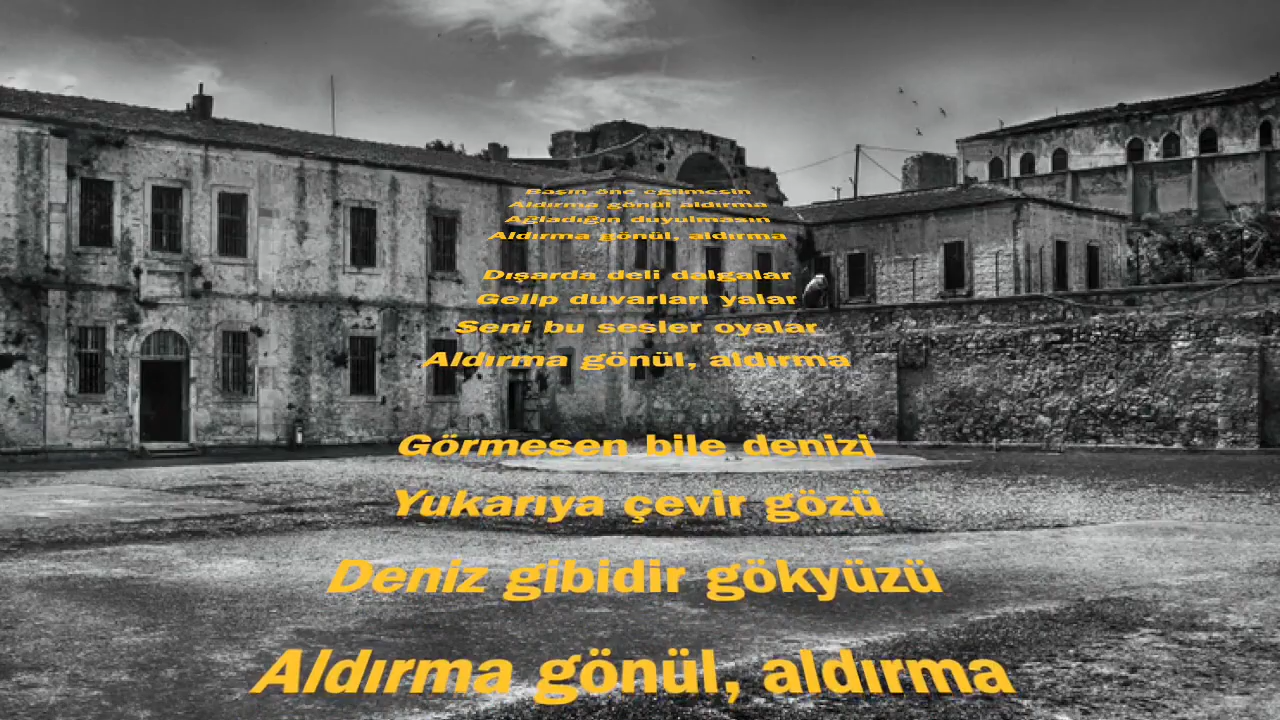 Başın öne eğilmesin
Aldırma gönül aldırma
Ağladığın duyulmasın
Aldırma gönül, aldırma
Dışarda deli dalgalar
Gelip duvarları yalar
Seni bu sesler oyalar
Aldırma gönül, aldırma
Görmesen bile denizi
Yukarıya çevir gözü
Deniz gibidir gökyüzü
Aldırma gönül, aldırma